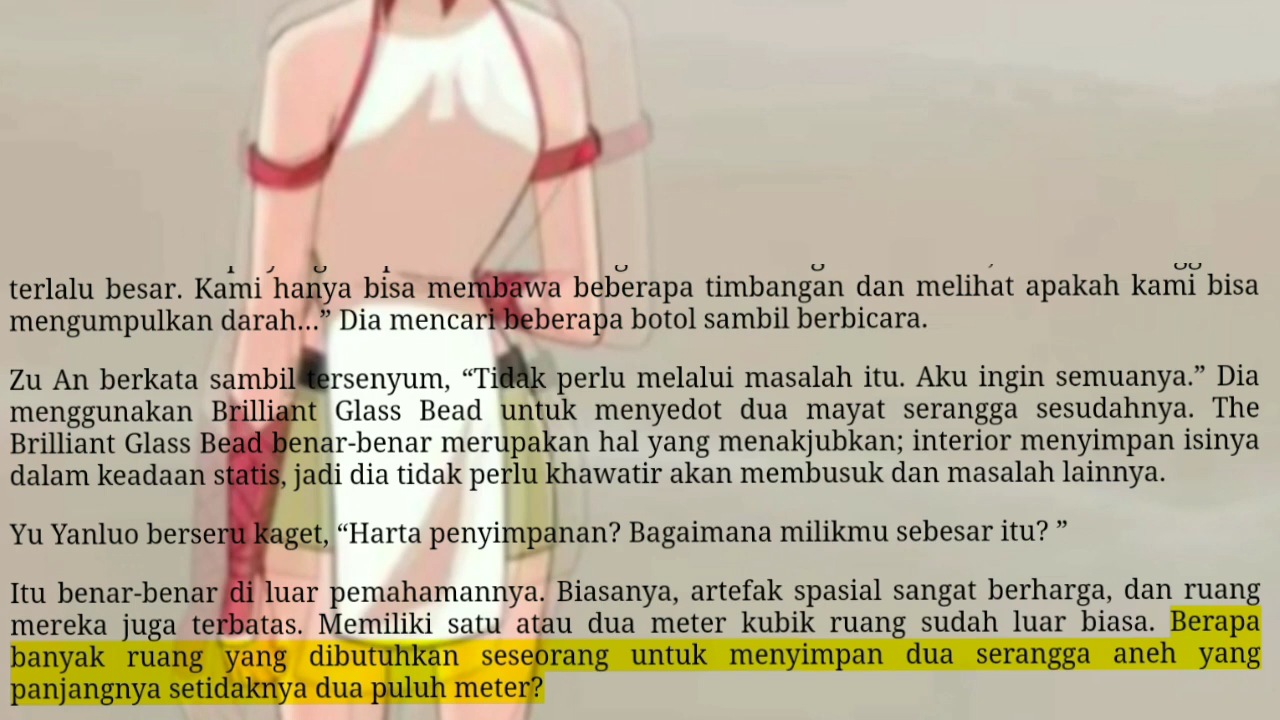 terlalu besar. Kami hanya bisa membawa beberapa timbangan dan melihat apakah kami bisa
mengumpulkan darah...” Dia mencari beberapa botol sambil berbicara.
Zu An berkata sambil tersenyum, “Tidak perlu melalui masalah itu. Aku ingin semuanya.” Dia
menggunakan Brilliant Glass Bead untuk menyedot dua mayat serangga sesudahnya. The
Brilliant Glass Bead benar-benar merupakan hal yang menakjubkan; interior menyimpan isinya
dalam keadaan statis, jadi dia tidak perlu khawatir akan membusuk dan masalah lainnya.
Yu Yanluo berseru kaget, “Harta penyimpanan? Bagaimana milikmu sebesar itu? ”
Itu benar-benar di luar pemahamannya. Biasanya, artefak spasial sangat berharga, dan ruang
mereka juga terbatas. Memiliki satu atau dua meter kubik ruang sudah luar biasa. Berapa
banyak ruang yang dibutuhkan seseorang untuk menyimpan dua serangga aneh yang
panjangnya setidaknya dua puluh meter?